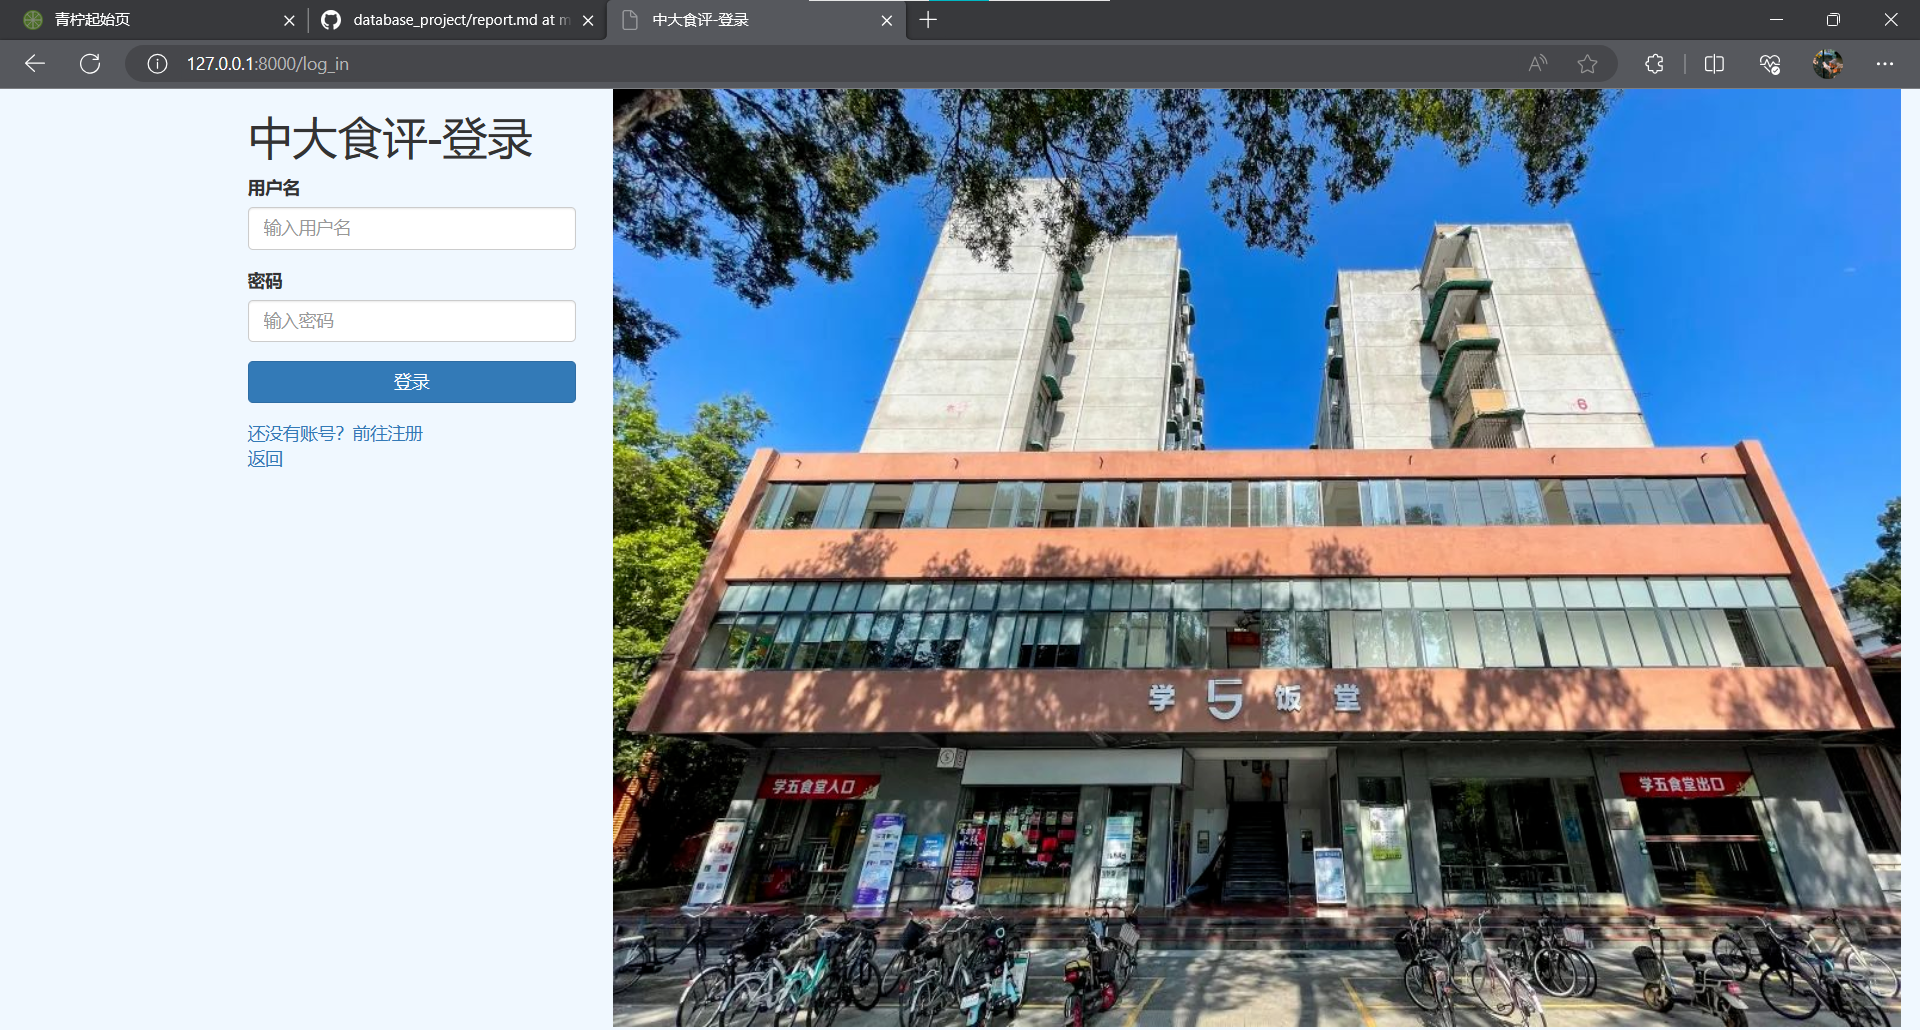 青柠起始页
database_project/report.md at m
中大食评-登录
127.0.0.1:8000/log_in
中大食评-登录
用户名
输入用户名
密码
输入密码
登录
还没有账号？前往注册
返回
学5饭堂
学五食堂入口
学五食堂出口
6